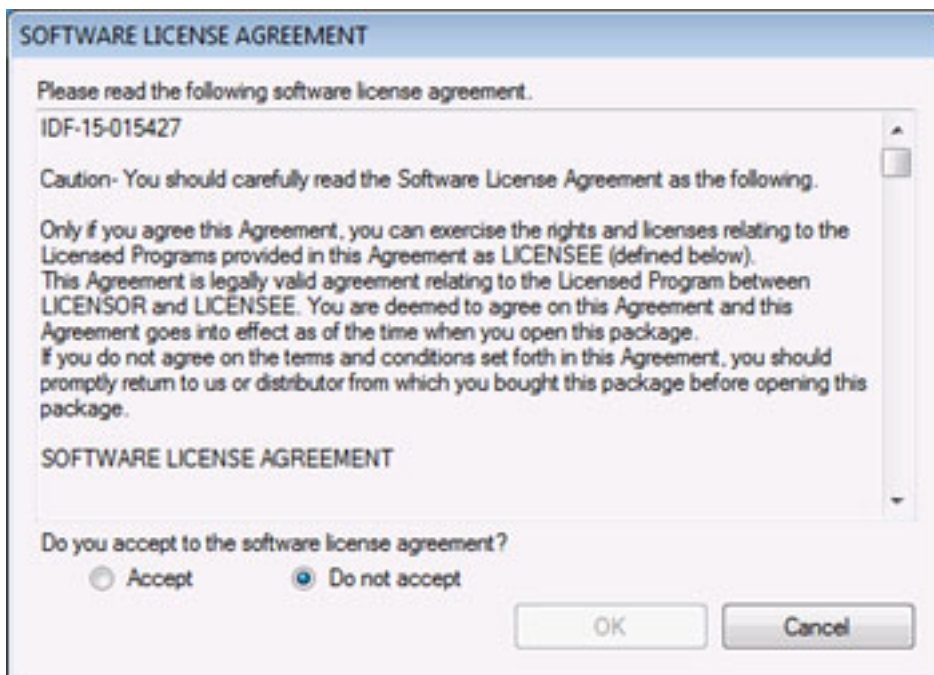 SOFTWARE LICENSE AGREEMENT
Please read the following software license agreement.
IDF-15-015427
Caution- You should carefully read the Software License Agreement as the following.
Only if you agree this Agreement, you can exercise the rights and licenses relating to the
Licensed Programs provided in this Agreement as LICENSEE (defined below).
This Agreement is legally valid agreement relating to the Licensed Program between
LICENSOR and LICENSEE. You are deemed to agree on this Agreement and this
Agreement goes into effect as of the time when you open this package.
If you do not agree on the terms and conditions set forth in this Agreement, you should
promptly return to us or distributor from which you bought this package before opening this
package.
SOFTWARE LICENSE AGREEMENT
Do you accept to the software license agreement?
Accept Do not accept
OK Cancel